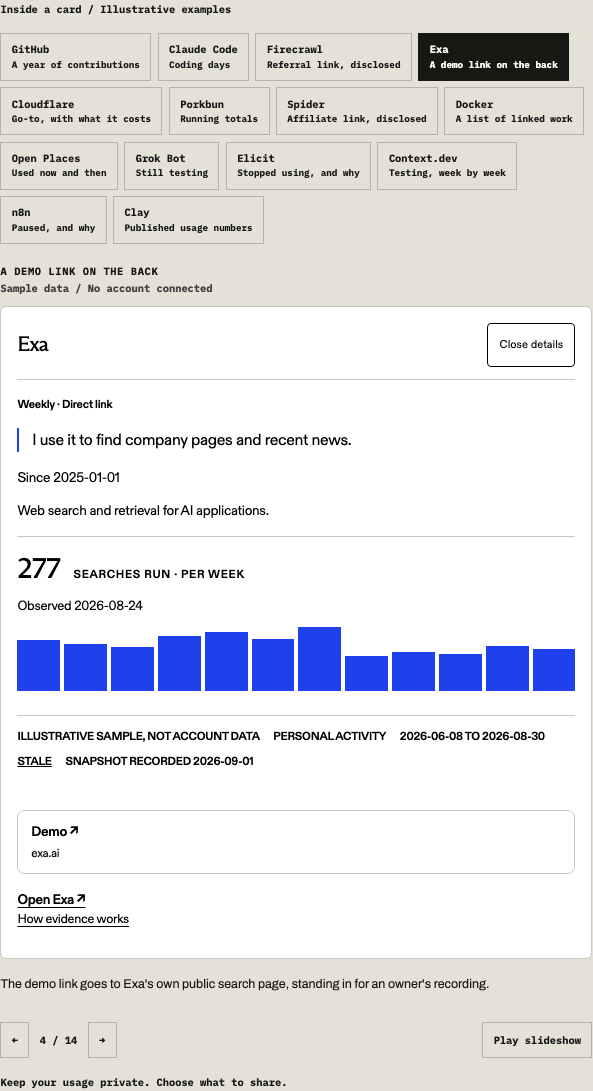 Inside a card / Illustrative examples
GitHub
A year of contributions
Claude Code
Coding days
Firecrawl
Referral link, disclosed
Exa
A demo link on the back
Cloudflare
Go-to, with what it costs
Porkbun
Running totals
Spider
Affiliate link, disclosed
Docker
A list of linked work
Open Places
Used now and then
Grok Bot
Still testing
Elicit
Stopped using, and why
Context.dev
Testing, week by week
n8n
Paused, and why
Clay
Published usage numbers
A DEMO LINK ON THE BACK
Sample data / No account connected
Exa
Close details
Weekly · Direct link
I use it to find company pages and recent news.
Since 2025-01-01
Web search and retrieval for AI applications.
277 SEARCHES RUN · PER WEEK
Observed 2026-08-24
ILLUSTRATIVE SAMPLE, NOT ACCOUNT DATA PERSONAL ACTIVITY 2026-06-08 TO 2026-08-30
STALE SNAPSHOT RECORDED 2026-09-01
Demo ↗
exa.ai
Open Exa ↗
How evidence works
The demo link goes to Exa's own public search page, standing in for an owner's recording.
← 4 / 14 →
Play slideshow
Keep your usage private. Choose what to share.